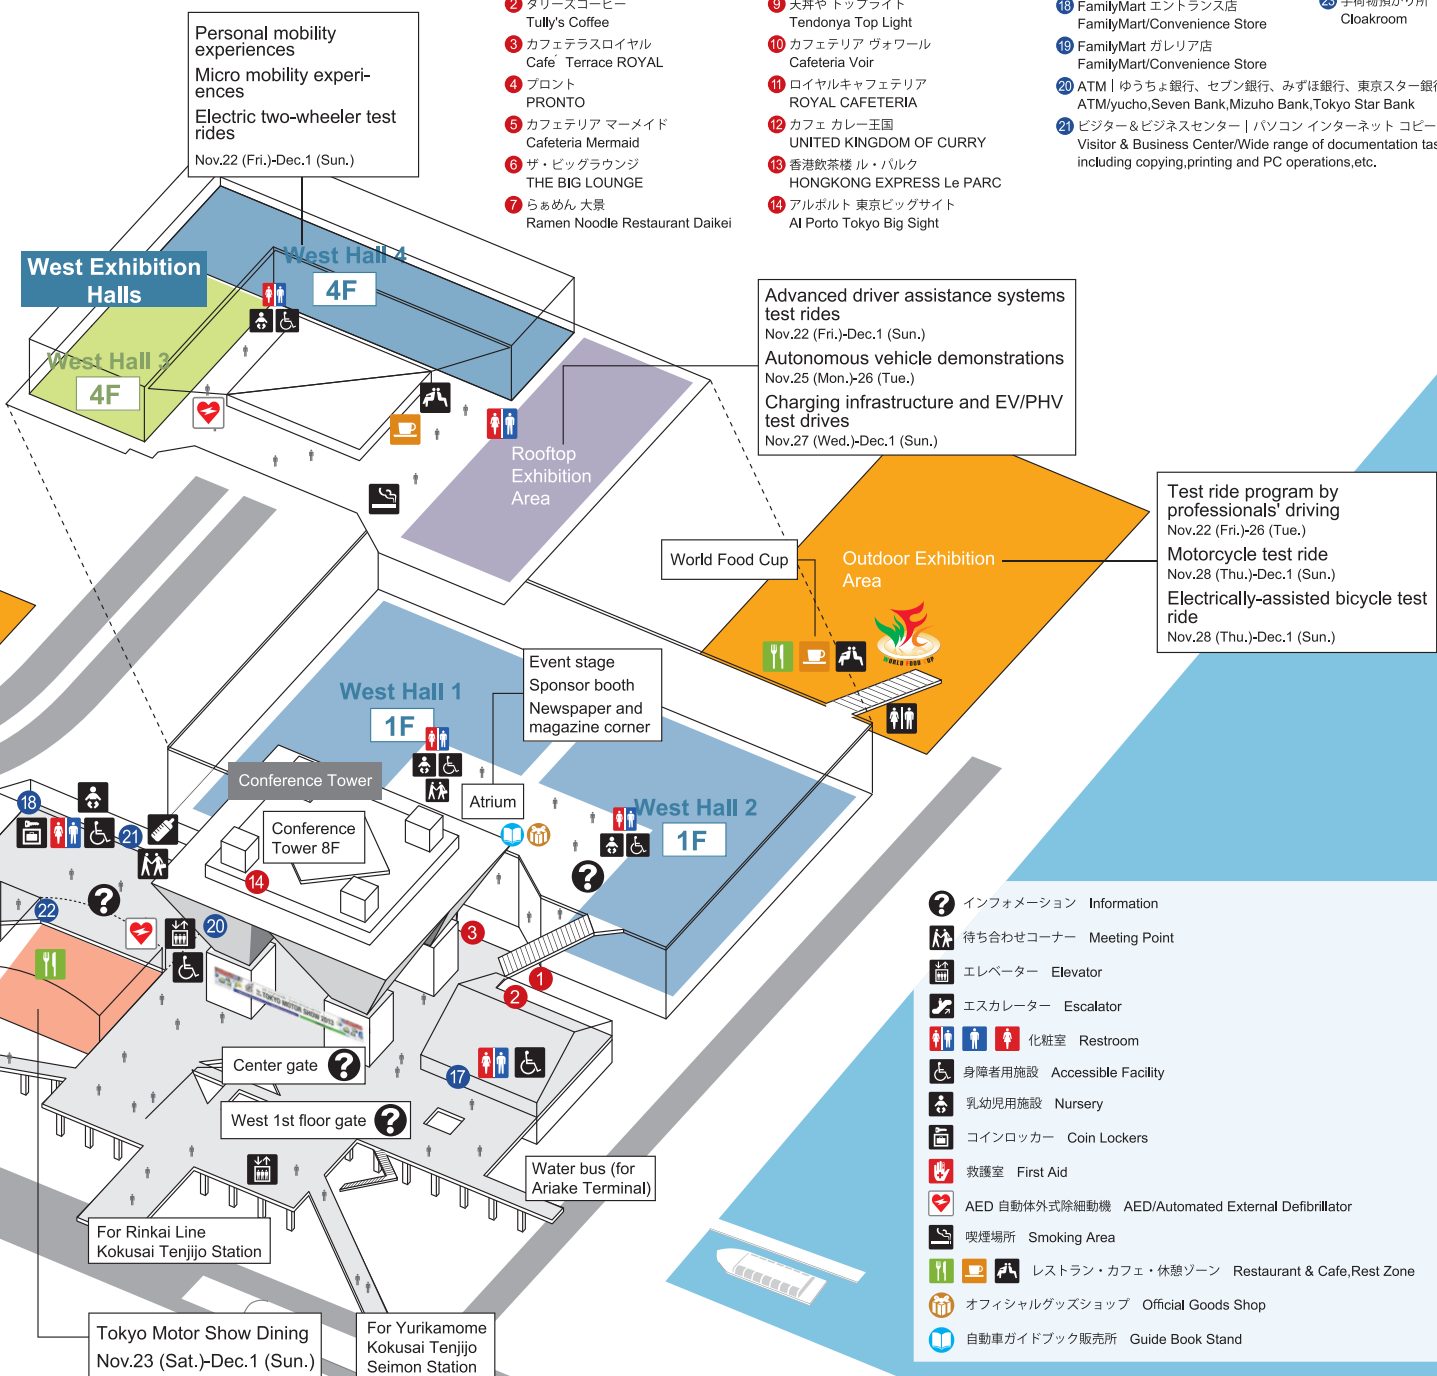 2 タリーズコーヒー
Tully's Coffee
3 カフェテラスロイヤル
Cafe´ Terrace ROYAL
4 プロント
PRONTO
5 カフェテリア マーメイド
Cafeteria Mermaid
6 ザ・ビッグラウンジ
THE BIG LOUNGE
7 らぁめん 大景
Ramen Noodle Restaurant Daikei
9 天丼や トップライト
Tendonya Top Light
10 カフェテリア ヴォワール
Cafeteria Voir
11 ロイヤルキャフェテリア
ROYAL CAFETERIA
12 カフェ カレー王国
UNITED KINGDOM OF CURRY
13 香港飲茶楼 ル・パルク
HONGKONG EXPRESS Le PARC
14 アルポルト 東京ビッグサイト
Al Porto Tokyo Big Sight
18 FamilyMart エントランス店
FamilyMart/Convenience Store
19 FamilyMart ガレリア店
FamilyMart/Convenience Store
20 ATM | ゆうちょ銀行、セブン銀行、みずほ銀行、東京スター銀行
ATM/yucho,Seven Bank,Mizuho Bank,Tokyo Star Bank
21 ビジター＆ビジネスセンター | パソコン インターネット コピー
Visitor & Business Center/Wide range of documentation tas
including copying,printing and PC operations,etc.
23 手荷物預かり所
Cloakroom
Personal mobility
experiences
Micro mobility experi-
ences
Electric two-wheeler test
rides
Nov.22 (Fri.)-Dec.1 (Sun.)
West Exhibition
Halls
West Hall 4
4F
West Hall 3
4F
Rooftop
Exhibition
Area
Advanced driver assistance systems
test rides
Nov.22 (Fri.)-Dec.1 (Sun.)
Autonomous vehicle demonstrations
Nov.25 (Mon.)-26 (Tue.)
Charging infrastructure and EV/PHV
test drives
Nov.27 (Wed.)-Dec.1 (Sun.)
Test ride program by
professionals' driving
Nov.22 (Fri.)-26 (Tue.)
Motorcycle test ride
Nov.28 (Thu.)-Dec.1 (Sun.)
Electrically-assisted bicycle test
ride
Nov.28 (Thu.)-Dec.1 (Sun.)
World Food Cup
Outdoor Exhibition
Area
WORLD FOOD CUP
Event stage
Sponsor booth
Newspaper and
magazine corner
West Hall 1
1F
Conference Tower
Atrium
West Hall 2
1F
Conference
Tower 8F
18
21
14
22
20
3
1
2
17
TOKYO MOTOR SHOW 2013
Center gate
West 1st floor gate
Water bus (for
Ariake Terminal)
For Rinkai Line
Kokusai Tenjijo Station
Tokyo Motor Show Dining
Nov.23 (Sat.)-Dec.1 (Sun.)
For Yurikamome
Kokusai Tenjijo
Seimon Station
インフォメーション Information
待ち合わせコーナー Meeting Point
エレベーター Elevator
エスカレーター Escalator
化粧室 Restroom
身障者用施設 Accessible Facility
乳幼児用施設 Nursery
コインロッカー Coin Lockers
救護室 First Aid
AED 自動体外式除細動機 AED/Automated External Defibrillator
喫煙場所 Smoking Area
レストラン・カフェ・休憩ゾーン Restaurant & Cafe,Rest Zone
オフィシャルグッズショップ Official Goods Shop
自動車ガイドブック販売所 Guide Book Stand